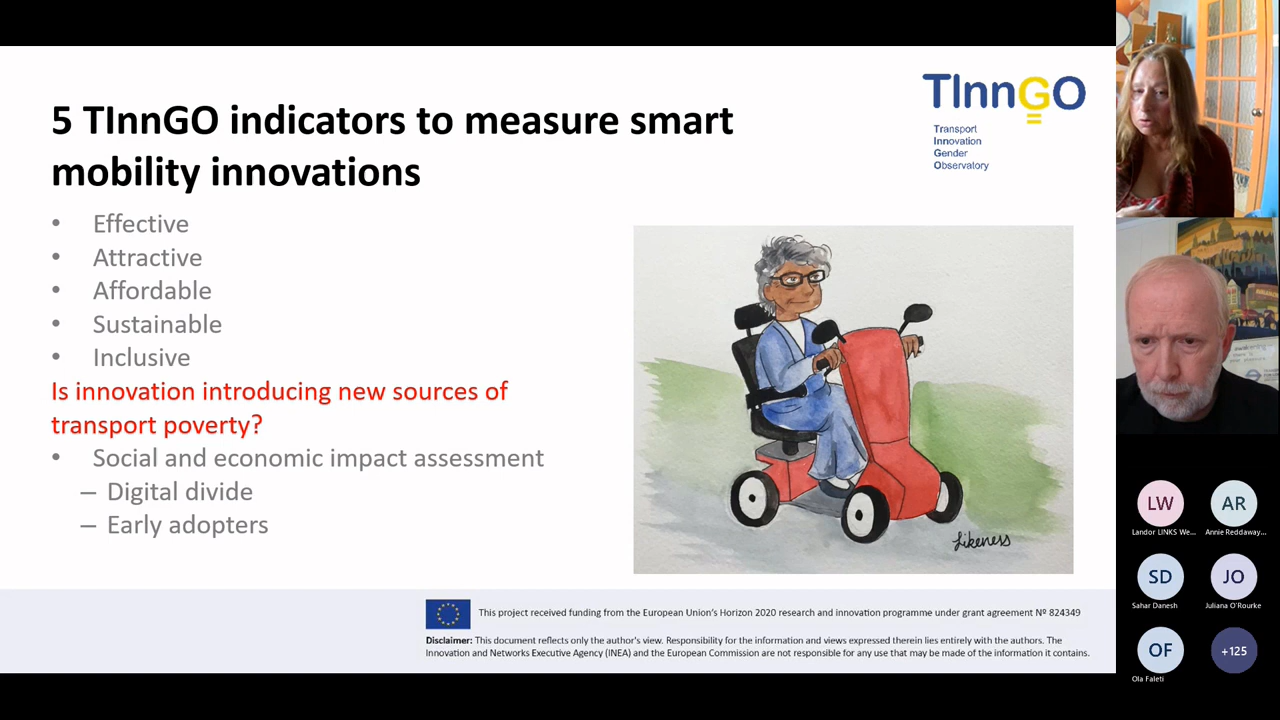 5 TInnGO indicators to measure smart
mobility innovations
TInnGO
Transport
Innovation
Gender
Observatory
• Effective
• Attractive
• Affordable
• Sustainable
• Inclusive
Is innovation introducing new sources of
transport poverty?
• Social and economic impact assessment
– Digital divide
– Early adopters
Likeness
This project received funding from the European Union's Horizon 2020 research and innovation programme under grant agreement Nº 824349
Disclaimer: This document reflects only the author's view. Responsibility for the information and views expressed therein lies entirely with the authors. The
Innovation and Networks Executive Agency (INEA) and the European Commission are not responsible for any use that may be made of the information it contains.
LW
AR
Landor LINKS We...
Annie Reddaway...
SD
JO
Sahar Danesh
Juliana O'Rourke
OF
+125
Ola Faleti